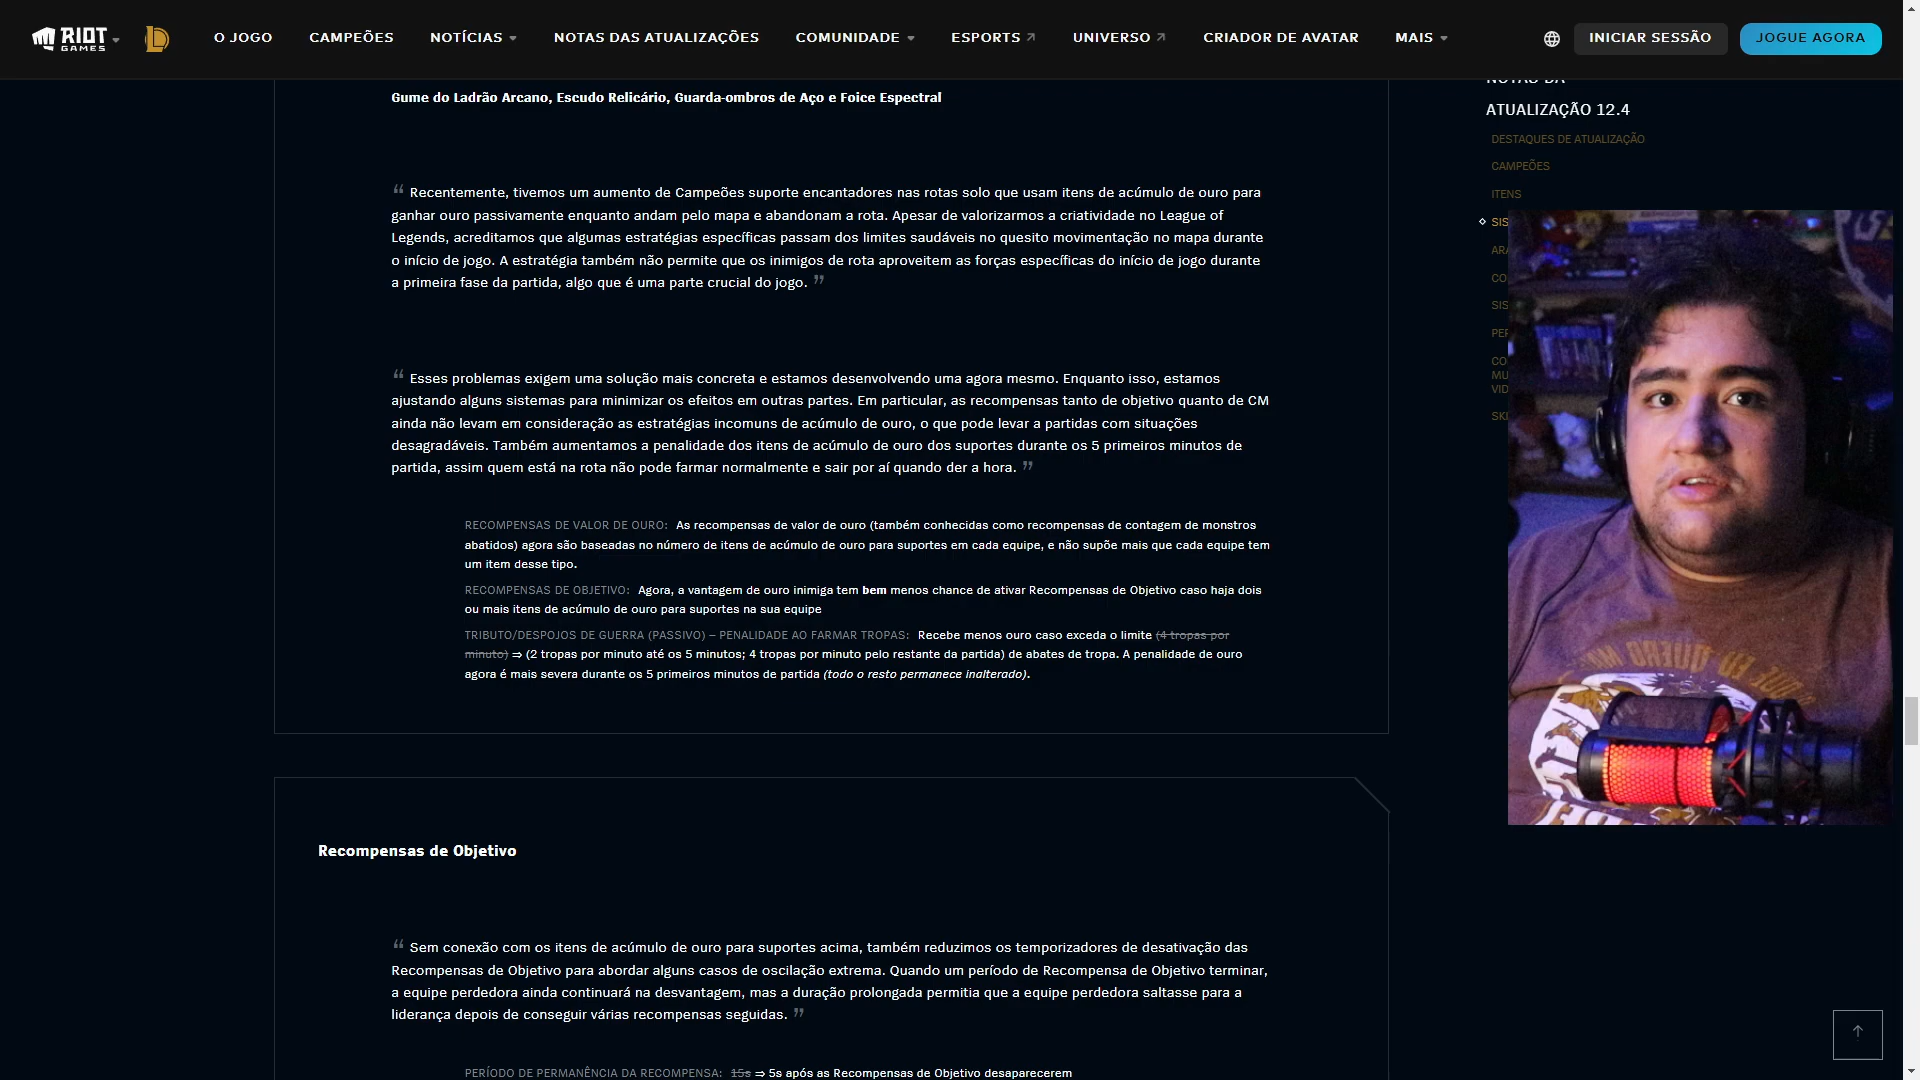 RIOT GAMES
O JOGO
CAMPEÕES
NOTÍCIAS
NOTAS DAS ATUALIZAÇÕES
COMUNIDADE
ESPORTS
UNIVERSO
CRIADOR DE AVATAR
MAIS
INICIAR SESSÃO
JOGUE AGORA
Gume do Ladrão Arcano, Escudo Relicário, Guarda-ombros de Aço e Foice Espectral
“ Recentemente, tivemos um aumento de Campeões suporte encantadores nas rotas solo que usam itens de acúmulo de ouro para
ganhar ouro passivamente enquanto andam pelo mapa e abandonam a rota. Apesar de valorizarmos a criatividade no League of
Legends, acreditamos que algumas estratégias específicas passam dos limites saudáveis no quesito movimentação no mapa durante
o início de jogo. A estratégia também não permite que os inimigos de rota aproveitem as forças específicas do início de jogo durante
a primeira fase da partida, algo que é uma parte crucial do jogo. ”
“ Esses problemas exigem uma solução mais concreta e estamos desenvolvendo uma agora mesmo. Enquanto isso, estamos
ajustando alguns sistemas para minimizar os efeitos em outras partes. Em particular, as recompensas tanto de objetivo quanto de CM
ainda não levam em consideração as estratégias incomuns de acúmulo de ouro, o que pode levar a partidas com situações
desagradáveis. Também aumentamos a penalidade dos itens de acúmulo de ouro dos suportes durante os 5 primeiros minutos de
partida, assim quem está na rota não pode farmar normalmente e sair por aí quando der a hora. ”
RECOMPENSAS DE VALOR DE OURO: As recompensas de valor de ouro (também conhecidas como recompensas de contagem de monstros
abatidos) agora são baseadas no número de itens de acúmulo de ouro para suportes em cada equipe, e não supõe mais que cada equipe tem
um item desse tipo.
RECOMPENSAS DE OBJETIVO: Agora, a vantagem de ouro inimiga tem bem menos chance de ativar Recompensas de Objetivo caso haja dois
ou mais itens de acúmulo de ouro para suportes na sua equipe
TRIBUTO/DESPOJOS DE GUERRA (PASSIVO) – PENALIDADE AO FARMAR TROPAS: Recebe menos ouro caso exceda o limite (4 tropas por
minuto) ⇒ (2 tropas por minuto até os 5 minutos; 4 tropas por minuto pelo restante da partida) de abates de tropa. A penalidade de ouro
agora é mais severa durante os 5 primeiros minutos de partida (todo o resto permanece inalterado).
Recompensas de Objetivo
“ Sem conexão com os itens de acúmulo de ouro para suportes acima, também reduzimos os temporizadores de desativação das
Recompensas de Objetivo para abordar alguns casos de oscilação extrema. Quando um período de Recompensa de Objetivo terminar,
a equipe perdedora ainda continuará na desvantagem, mas a duração prolongada permitia que a equipe perdedora saltasse para a
liderança depois de conseguir várias recompensas seguidas. ”
PERÍODO DE PERMANÊNCIA DA RECOMPENSA: 15s ⇒ 5s após as Recompensas de Objetivo desaparecerem
NOTAS DA
ATUALIZAÇÃO 12.4
DESTAQUES DE ATUALIZAÇÃO
CAMPEÕES
ITENS
SIS
ARA
CO
SIS
PER
CO
MU
VID
SKI